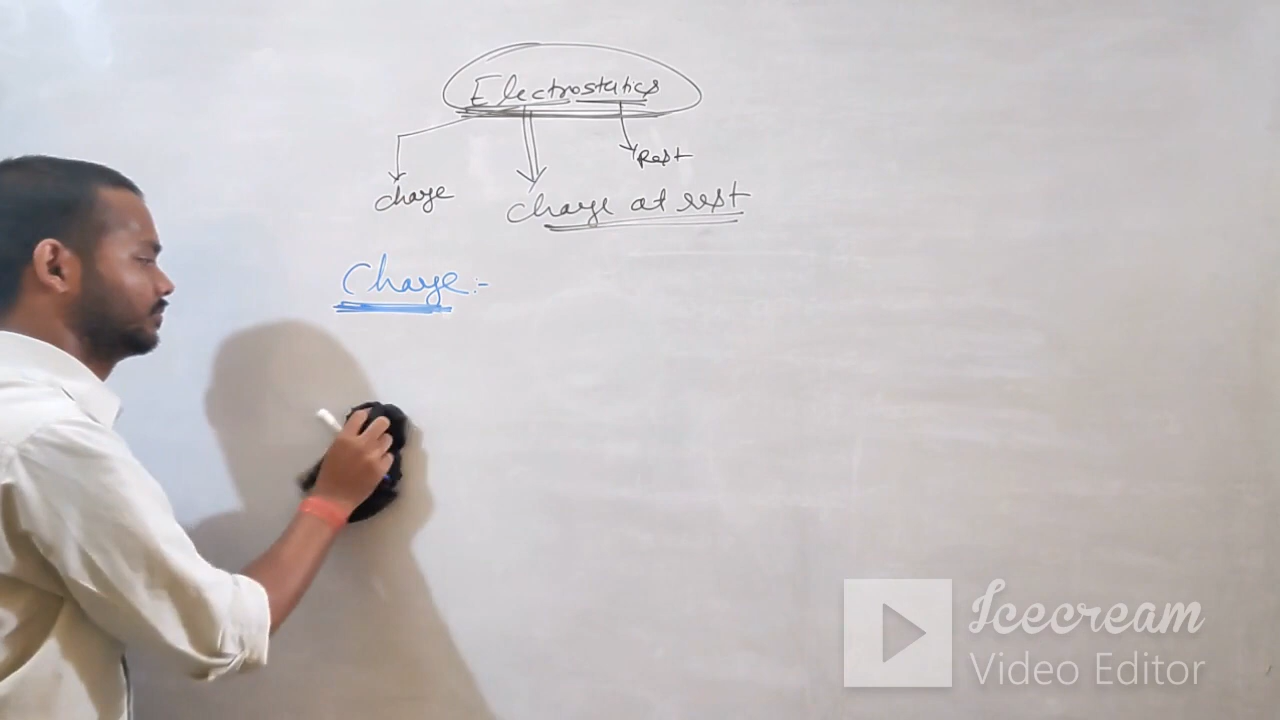 Electrostatics
Rest
Charge
Charge at rest
Charge:-
Icecream
Video Editor